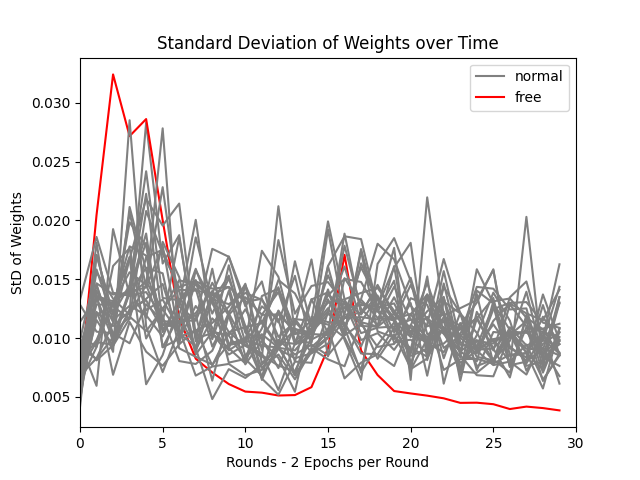 Standard Deviation of Weights over Time
normal
free
StD of Weights
0.030
0.025
0.020
0.015
0.010
0.005
0
5
10
15
20
25
30
Rounds - 2 Epochs per Round